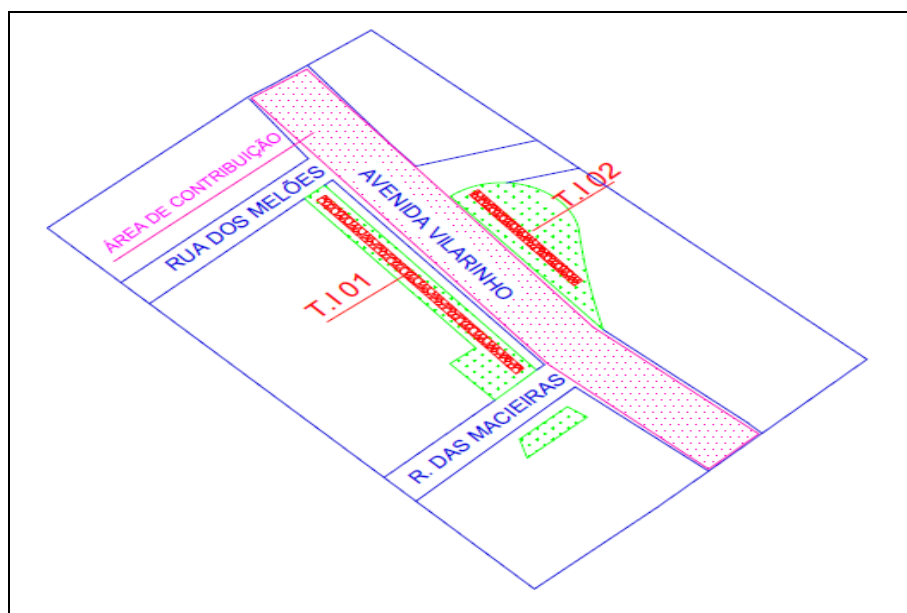 ÁREA DE CONTRIBUIÇÃO
RUA DOS MELÕES
AVENIDA VILARINHO
T.I 02
T.I 01
R. DAS MACIEIRAS